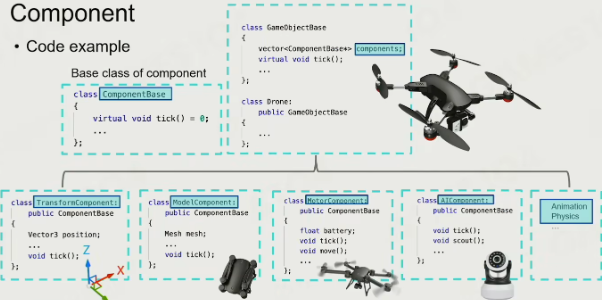 Component
• Code example
Base class of component
class ComponentBase
{
virtual void tick() = 0;
...
};
class GameObjectBase
{
vector<ComponentBase*> components;
virtual void tick();
...
};
class Drone:
public GameObjectBase
{
...
};
class TransformComponent:
public ComponentBase
{
Vector3 position;
...
void tick();
};
Z
X
class ModelComponent:
public ComponentBase
{
Mesh mesh;
...
void tick();
};
class MotorComponent:
public ComponentBase
{
float battery;
void tick();
void move();
...
};
class AIComponent:
public ComponentBase
{
void tick();
void scout();
...
};
Animation
Physics
...